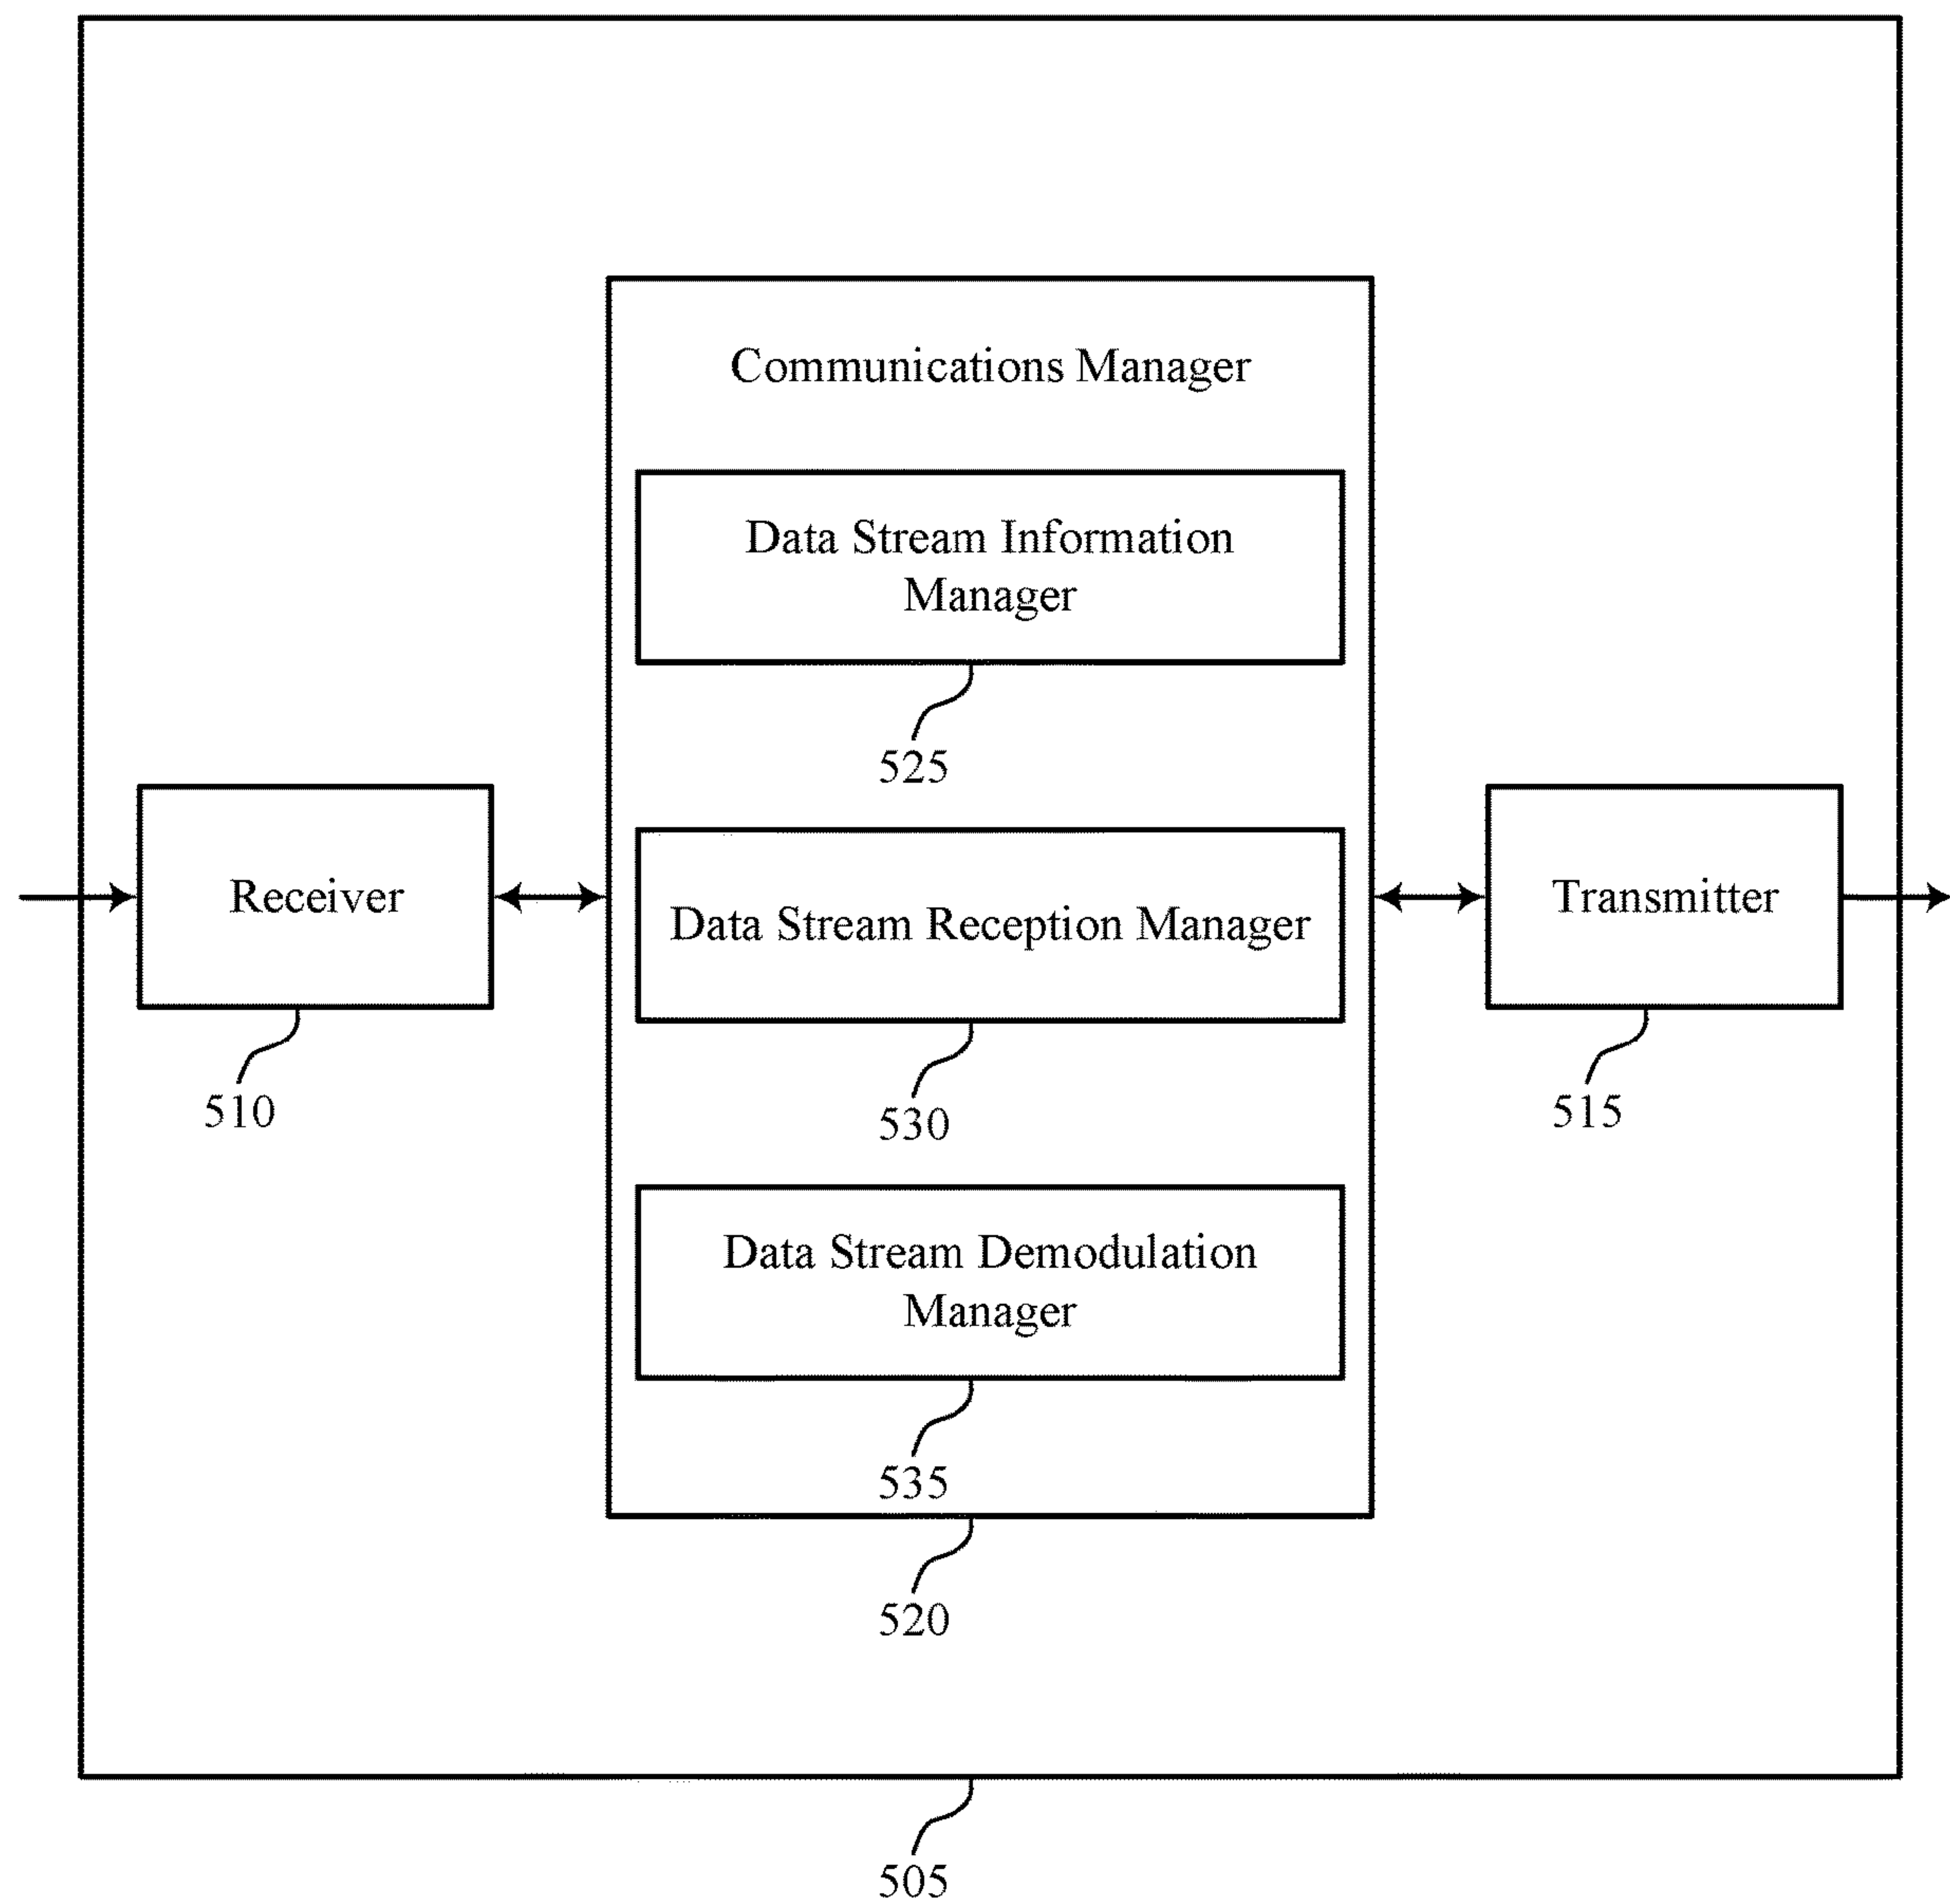 Communications Manager
Data Stream Information
Manager
525
Receiver
510
Data Stream Reception Manager
530
Transmitter
515
Data Stream Demodulation
Manager
535
520
505